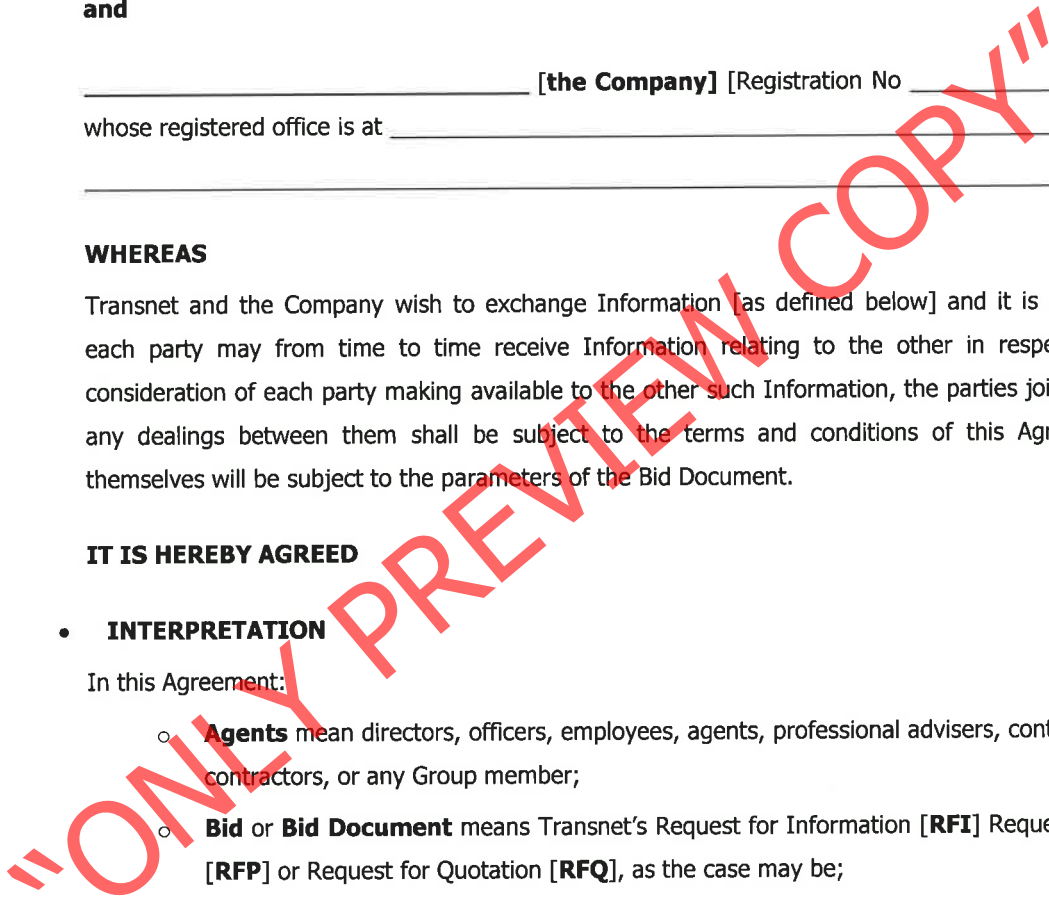 and
[the Company] [Registration No
whose registered office is at
WHEREAS
Transnet and the Company wish to exchange Information [as defined below] and it is
each party may from time to time receive Information relating to the other in respe
consideration of each party making available to the other such Information, the parties joi
any dealings between them shall be subject to the terms and conditions of this Agr
themselves will be subject to the parameters of the Bid Document.
IT IS HEREBY AGREED
• INTERPRETATION
In this Agreement:
o Agents mean directors, officers, employees, agents, professional advisers, cont
contractors, or any Group member;
o Bid or Bid Document means Transnet's Request for Information [RFI] Reque
[RFP] or Request for Quotation [RFQ], as the case may be;
"ONLY PREVIEW COPY"